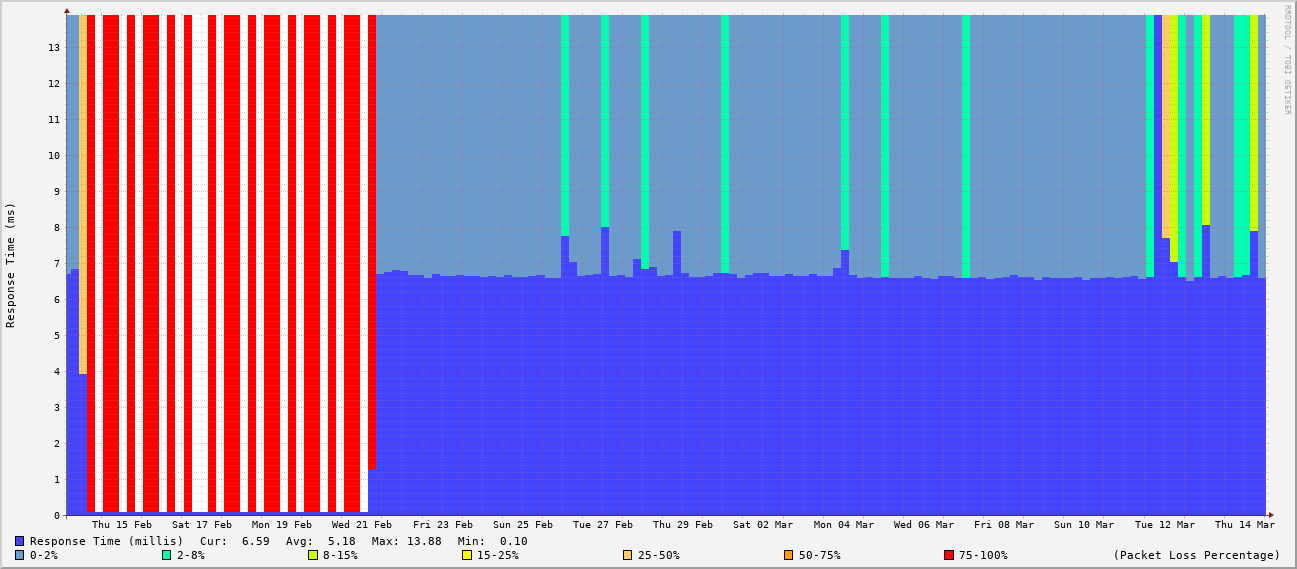 RRDTOOL / TOBI OETIKER
Response Time (ms)
13
12
11
10
9
8
7
6
5
4
3
2
1
0
Thu 15 Feb Sat 17 Feb Mon 19 Feb Wed 21 Feb Fri 23 Feb Sun 25 Feb Tue 27 Feb Thu 29 Feb Sat 02 Mar Mon 04 Mar Wed 06 Mar Fri 08 Mar Sun 10 Mar Tue 12 Mar Thu 14 Mar
Response Time (millis) Cur: 6.59 Avg: 5.18 Max: 13.88 Min: 0.10
0-2% 2-8% 8-15% 15-25% 25-50% 50-75% 75-100% (Packet Loss Percentage)